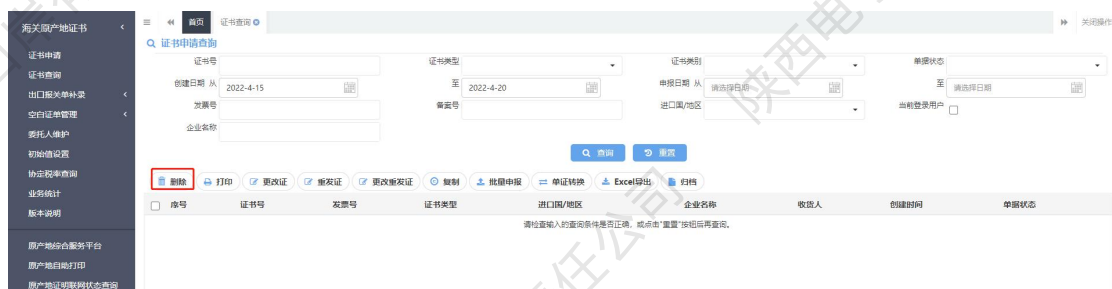 海关原产地证书
首页 证书查询 关闭操作
证书申请查询
证书申请
证书查询
出口报关单补录
空白证单管理
委托人维护
初始值设置
协定税率查询
业务统计
版本说明
原产地综合服务平台
原产地自助打印
原产地证明联网状态查询
证书号 证书类型 证书类别 单据状态
创建日期 从 2022-4-15 至 2022-4-20 申报日期 从 请选择日期 至 请选择日期
发票号 备案号 进口国/地区 当前登录用户
企业名称
查询 重置
删除 打印 更改证 重发证 更改重发证 复制 批量申报 单证转换 Excel导出 归档
序号 证书号 发票号 证书类型 进口国/地区 企业名称 收货人 创建时间 单据状态
请检查输入的查询条件是否正确，或点击"重置"按钮后再查询。
陕西电
责任公司